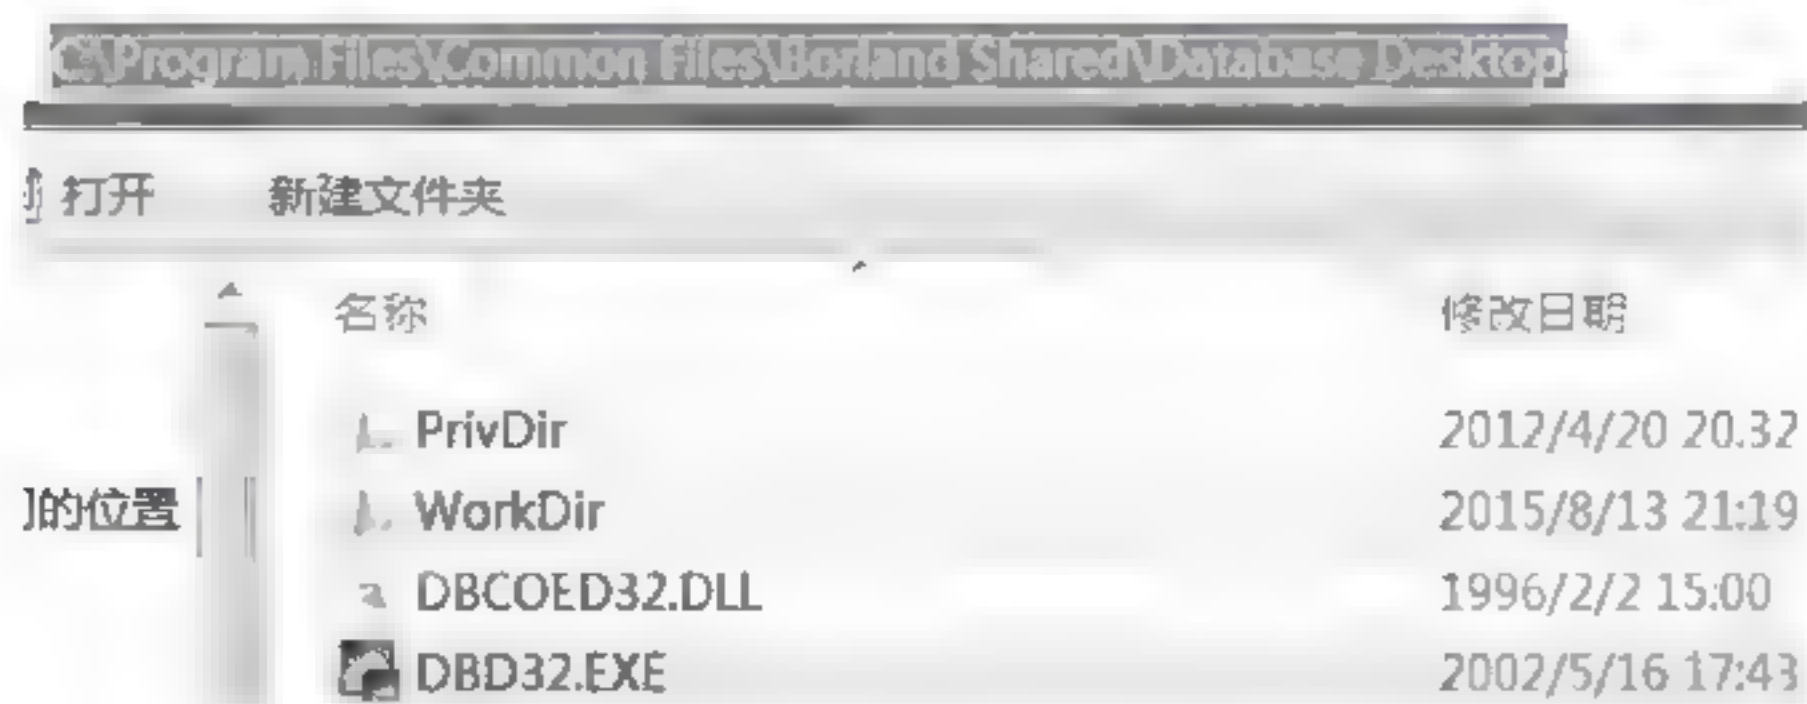 C:\Program Files\Common Files\Borland Shared\Database Desktop
打开 新建文件夹
名称 修改日期
PrivDir 2012/4/20 20:32
的位置 WorkDir 2015/8/13 21:19
DBCOED32.DLL 1996/2/2 15:00
DBD32.EXE 2002/5/16 17:43